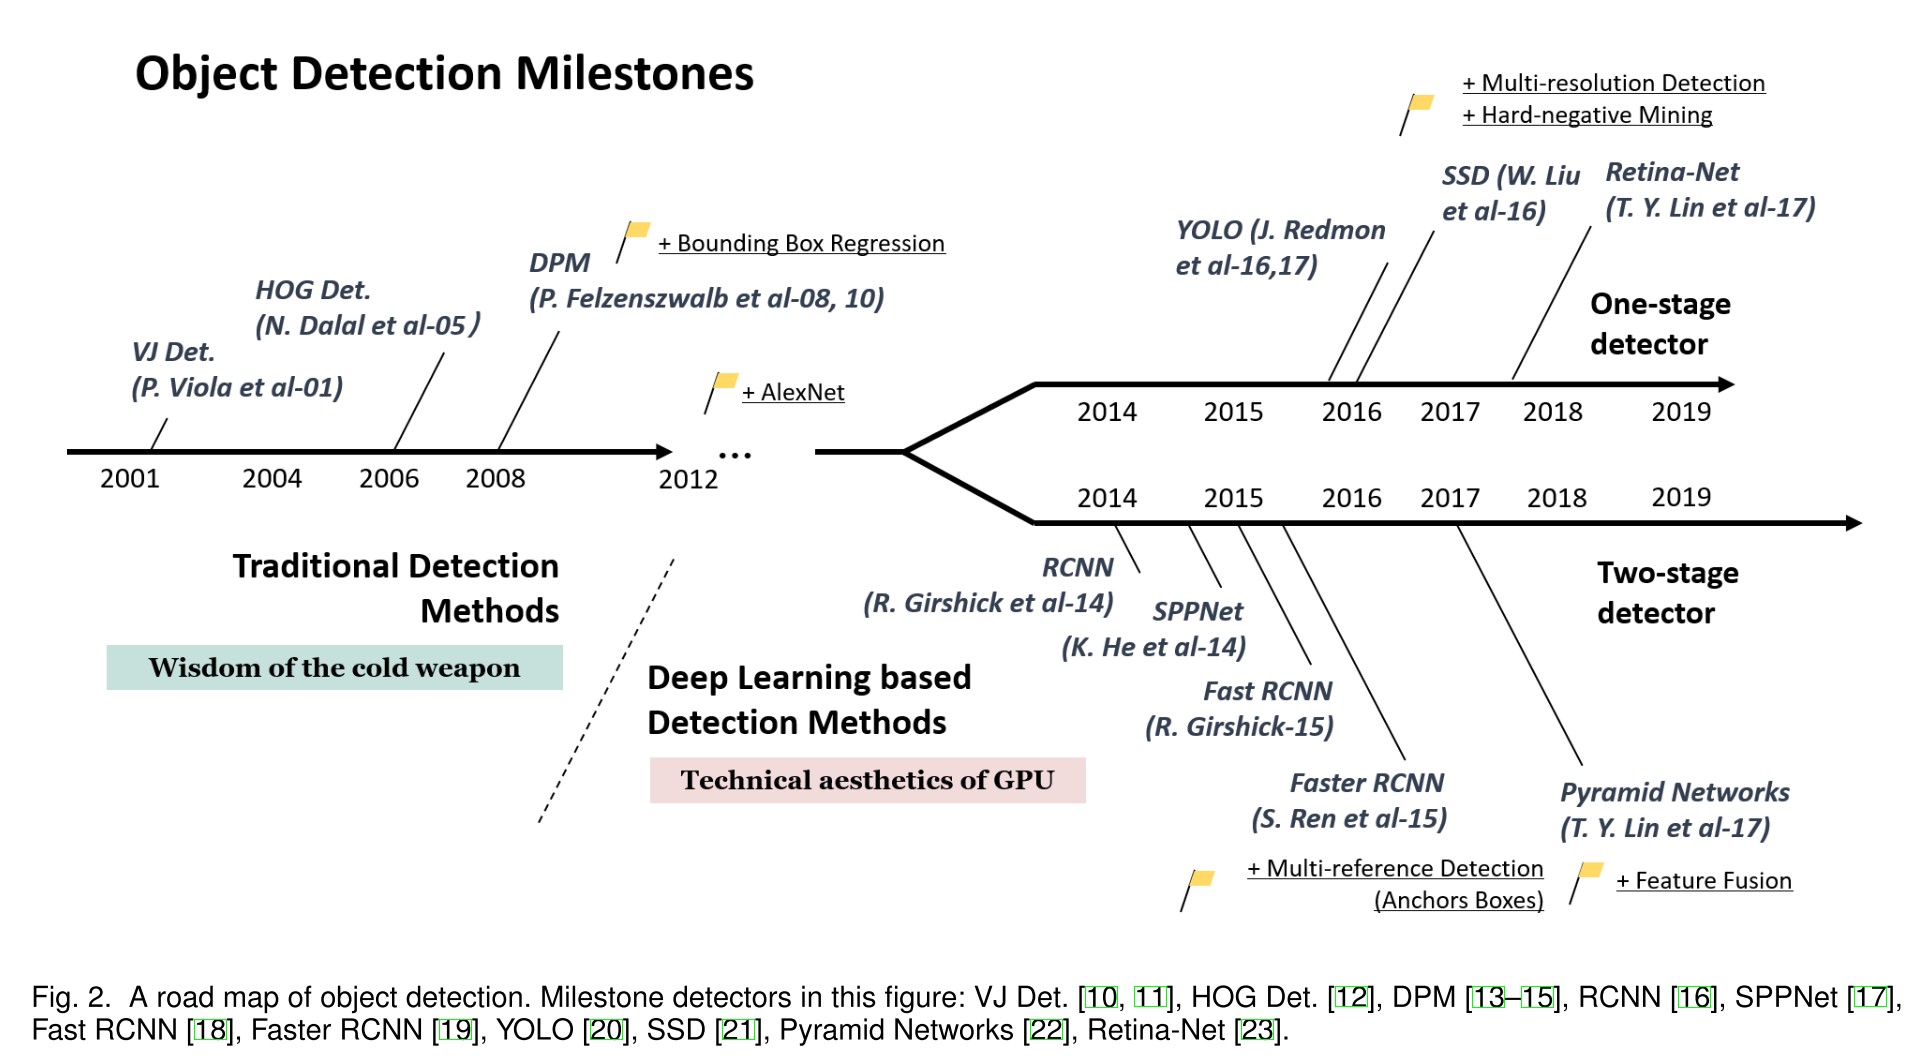 Object Detection Milestones
+ Multi-resolution Detection
+ Hard-negative Mining
SSD (W. Liu
et al-16)
Retina-Net
(T. Y. Lin et al-17)
YOLO (J. Redmon
et al-16,17)
+ Bounding Box Regression
DPM
(P. Felzenszwalb et al-08, 10)
HOG Det.
(N. Dalal et al-05)
VJ Det.
(P. Viola et al-01)
+ AlexNet
One-stage
detector
2014 2015 2016 2017 2018 2019
...
2001 2004 2006 2008 2012
2014 2015 2016 2017 2018 2019
Traditional Detection
Methods
Wisdom of the cold weapon
Two-stage
detector
RCNN
(R. Girshick et al-14)
SPPNet
(K. He et al-14)
Deep Learning based
Detection Methods
Technical aesthetics of GPU
Fast RCNN
(R. Girshick-15)
Faster RCNN
(S. Ren et al-15)
+ Multi-reference Detection
(Anchors Boxes)
Pyramid Networks
(T. Y. Lin et al-17)
+ Feature Fusion
Fig. 2. A road map of object detection. Milestone detectors in this figure: VJ Det. [10, 11], HOG Det. [12], DPM [13–15], RCNN [16], SPPNet [17],
Fast RCNN [18], Faster RCNN [19], YOLO [20], SSD [21], Pyramid Networks [22], Retina-Net [23].